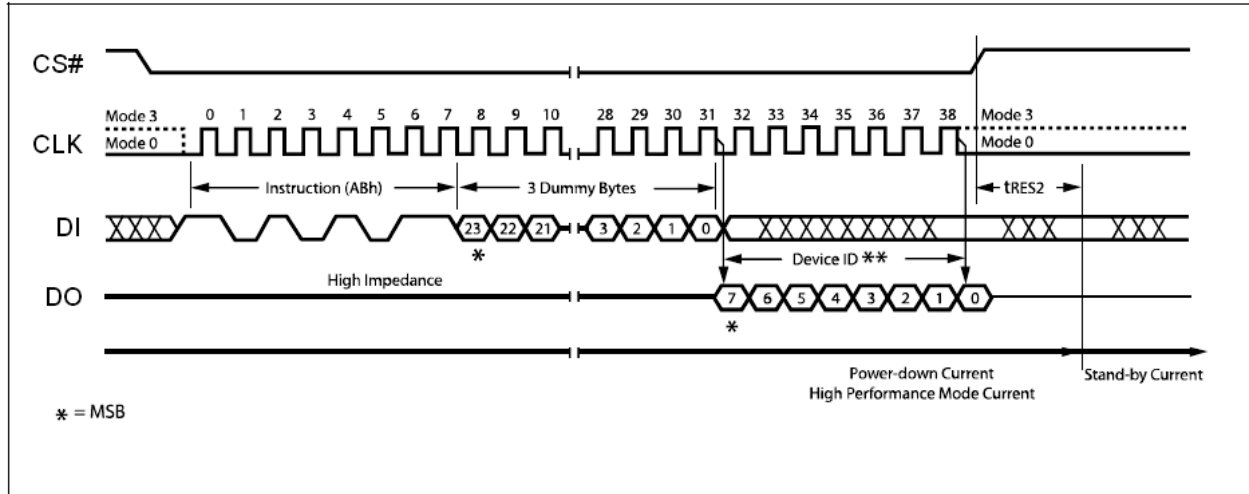 CS#
Mode 3 0 1 2 3 4 5 6 7 8 9 10 28 29 30 31 32 33 34 35 36 37 38 Mode 3
CLK Mode 0 Mode 0
Instruction (ABh) 3 Dummy Bytes tRES2
DI 23 22 21 3 2 1 0
* Device ID **
High Impedance
DO 7 6 5 4 3 2 1 0
*
Power-down Current Stand-by Current
High Performance Mode Current
* = MSB